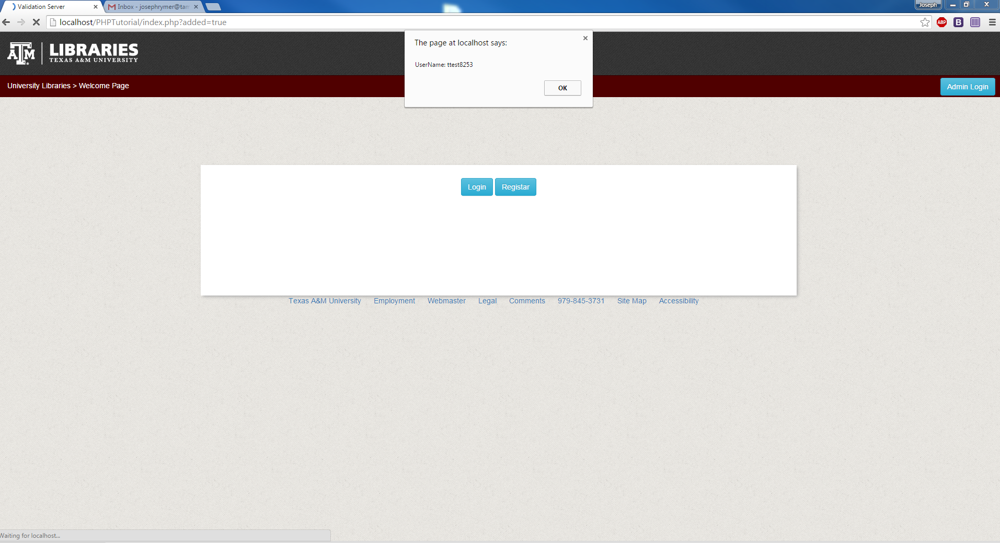 Validation Server
Inbox - josephrymer@tam
Joseph
localhost/PHPTutorial/index.php?added=true
ABP
B
The page at localhost says:
UserName: ttest8253
OK
ATM
LIBRARIES
TEXAS A&M UNIVERSITY
University Libraries > Welcome Page
Admin Login
Login
Registar
Texas A&M University
Employment
Webmaster
Legal
Comments
979-845-3731
Site Map
Accessibility
Waiting for localhost...